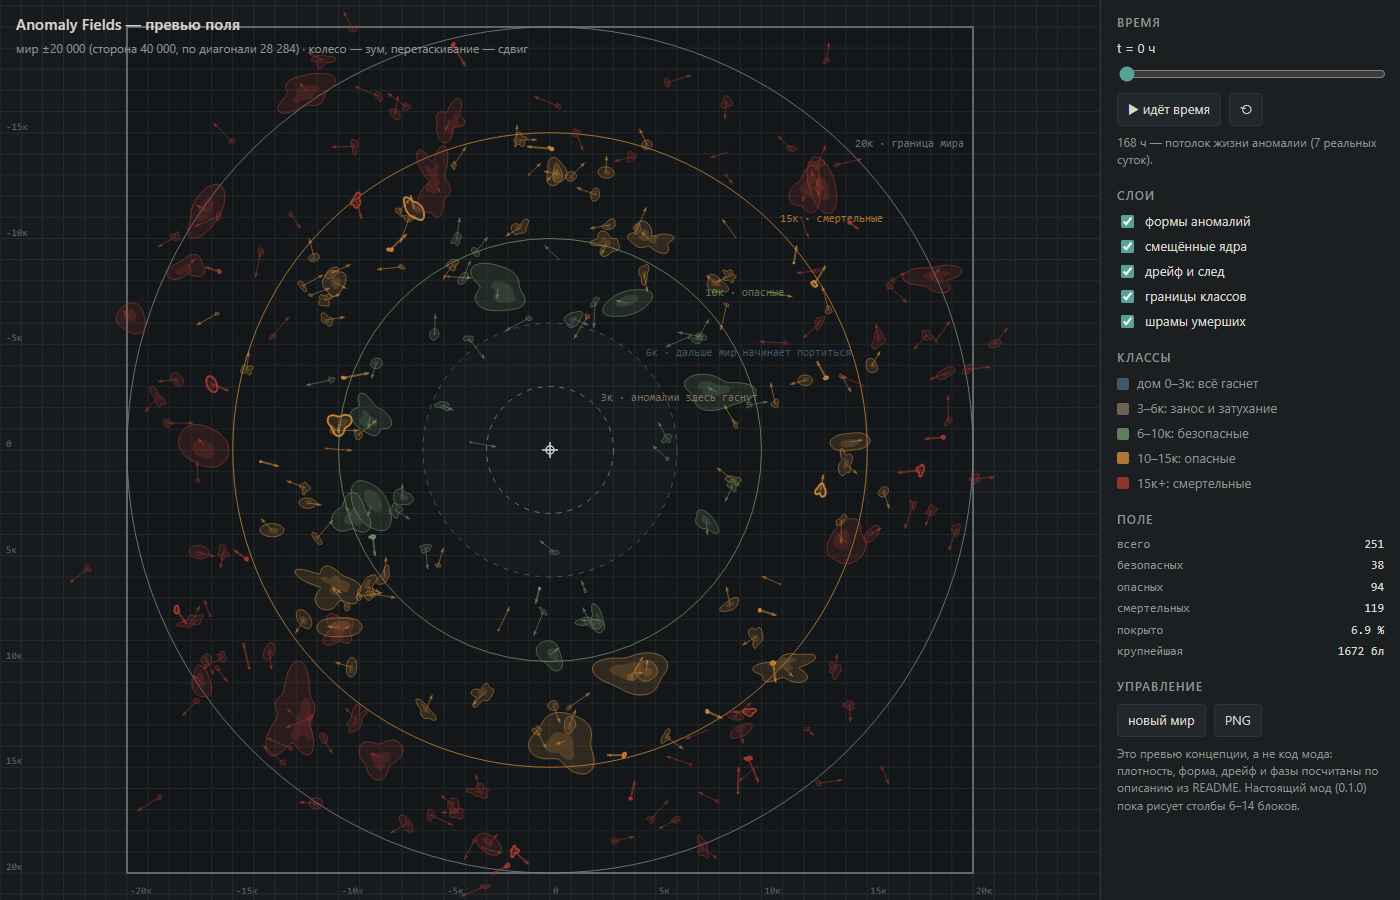 Anomaly Fields — превью поля
мир ±20 000 (сторона 40 000, по диагонали 28 284) · колесо — зум, перетаскивание — сдвиг
20к · граница мира
15к · смертельные
10к · опасные
6к · дальше мир начинает портиться
3к · аномалии здесь гаснут
-15к
-10к
-5к
0
5к
10к
15к
20к
-20к
-15к
-10к
-5к
0
5к
10к
15к
20к
ВРЕМЯ
t = 0 ч
▶ идёт время
⟲
168 ч — потолок жизни аномалии (7 реальных
суток).
СЛОИ
формы аномалий
смещённые ядра
дрейф и след
границы классов
шрамы умерших
КЛАССЫ
дом 0–3к: всё гаснет
3–6к: занос и затухание
6–10к: безопасные
10–15к: опасные
15к+: смертельные
ПОЛЕ
всего 251
безопасных 38
опасных 94
смертельных 119
покрыто 6.9 %
крупнейшая 1672 бл
УПРАВЛЕНИЕ
новый мир PNG
Это превью концепции, а не код мода:
плотность, форма, дрейф и фазы посчитаны по
описанию из README. Настоящий мод (0.1.0)
пока рисует столбы 6–14 блоков.